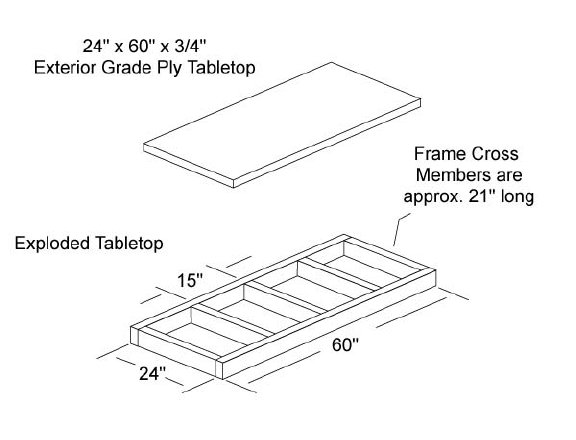 24" x 60" x 3/4"
Exterior Grade Ply Tabletop
Frame Cross
Members are
approx. 21" long
Exploded Tabletop
15"
60"
24"